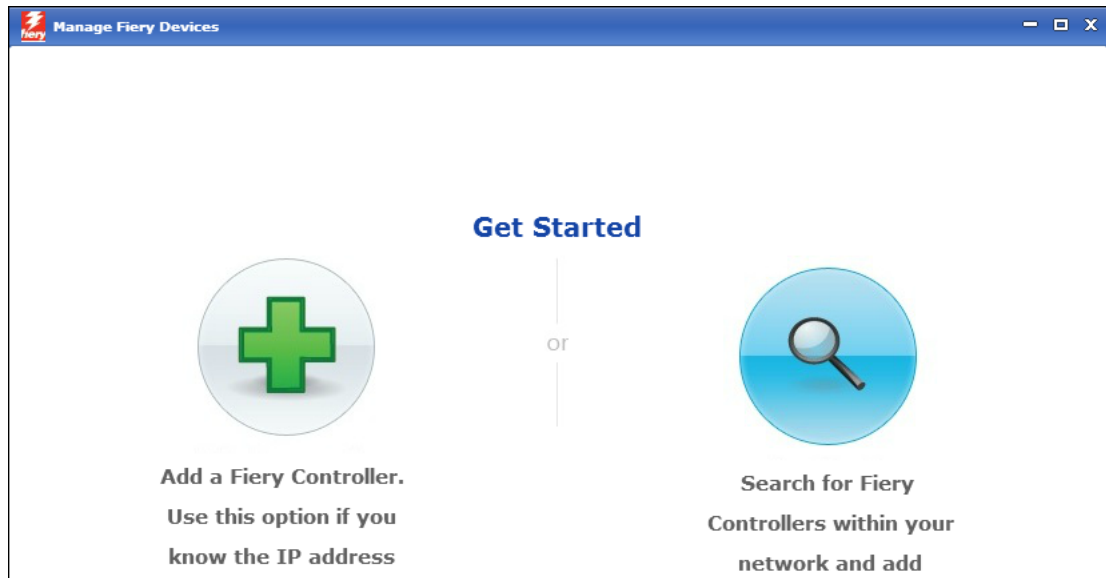 fiery
Manage Fiery Devices
Get Started
or
Add a Fiery Controller.
Use this option if you
know the IP address
Search for Fiery
Controllers within your
network and add